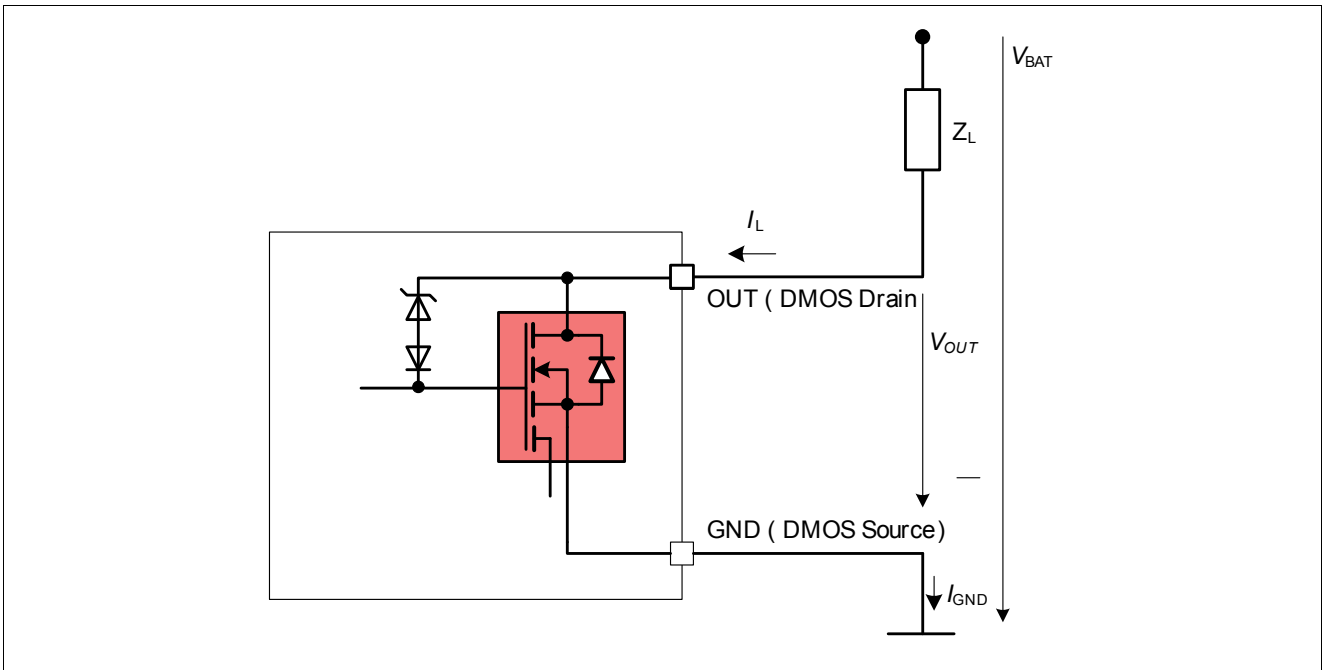 V_BAT
Z_L
I_L
OUT ( DMOS Drain
V_OUT
GND ( DMOS Source)
I_GND